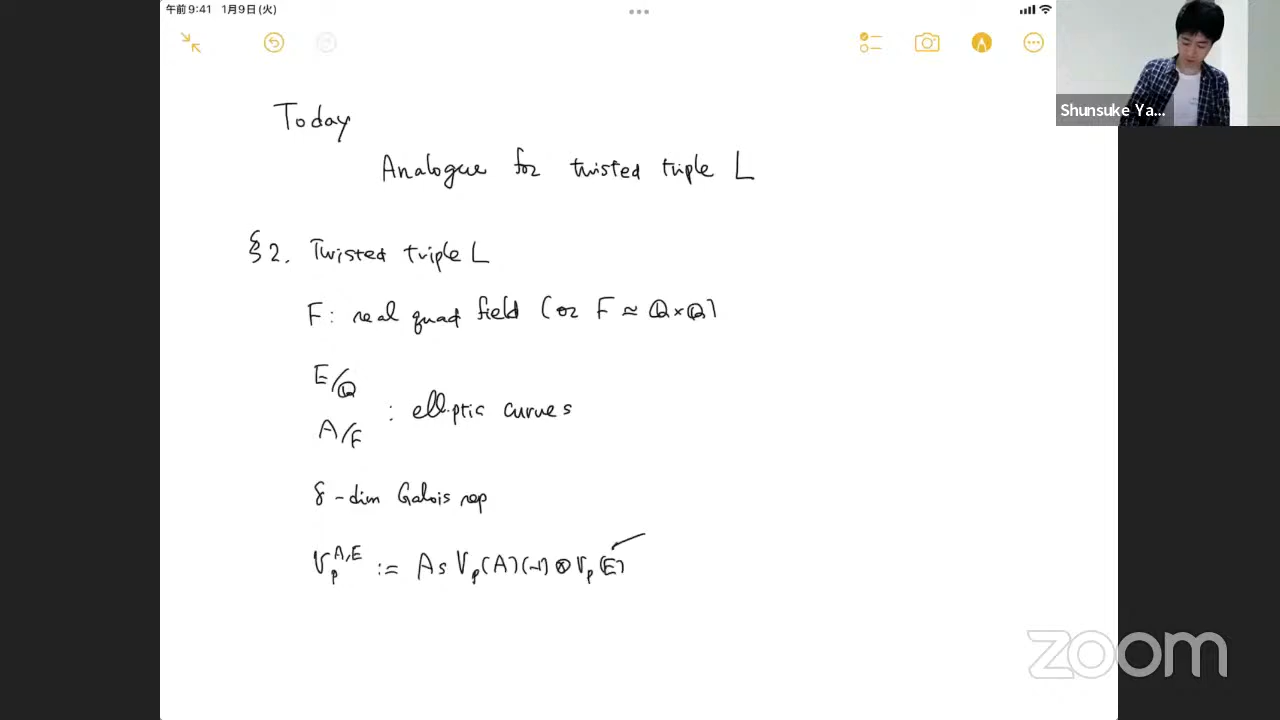 午前9:41 1月9日(火)
Shunsuke Ya...
Today
Analogue for twisted triple L
§2. Twisted triple L
F: real quad field (or F ≈ ℚ×ℚ)
E/ℚ
A/F
: elliptic curves
8-dim Galois rep
V_p^{A,E} := As V_p(A)(-1) ⊗ V_p(E)
zoom